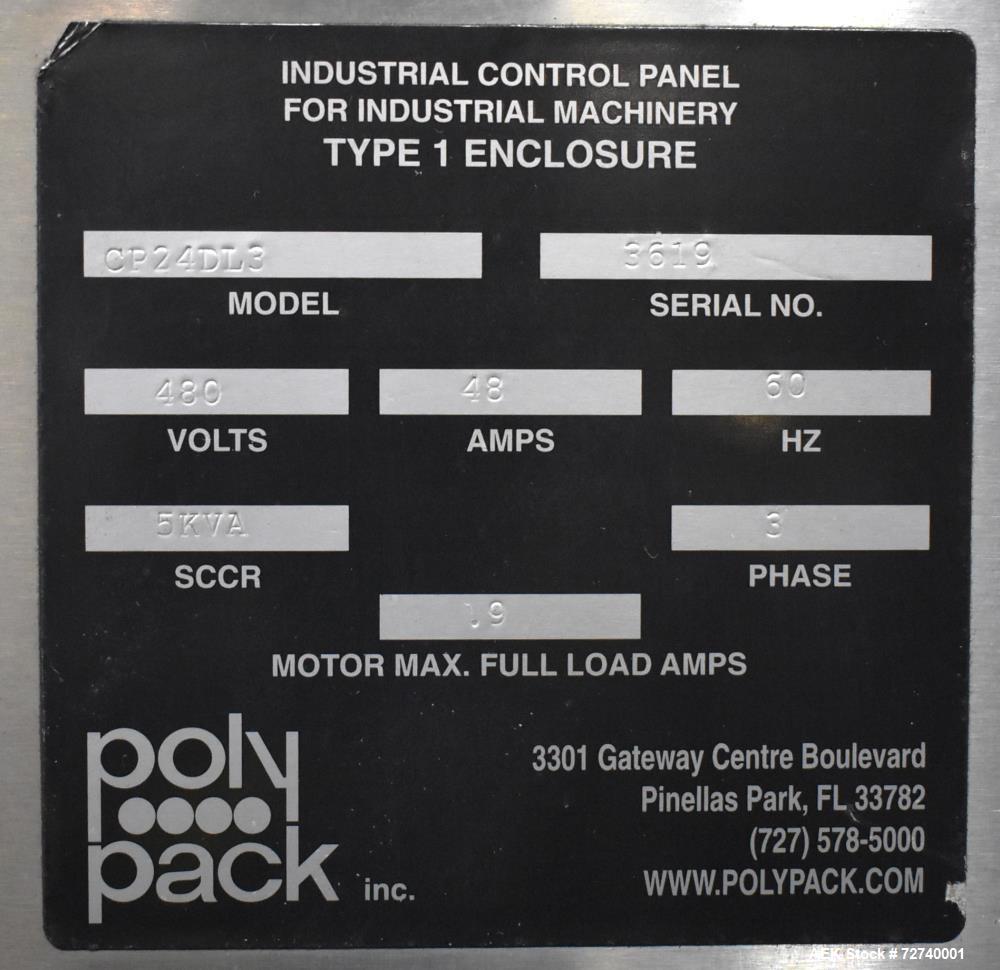 INDUSTRIAL CONTROL PANEL
FOR INDUSTRIAL MACHINERY
TYPE 1 ENCLOSURE
CP24DL3 3619
MODEL SERIAL NO.
480 48 60
VOLTS AMPS HZ
5KVA 3
SCCR PHASE
.9
MOTOR MAX. FULL LOAD AMPS
poly
pack inc.
3301 Gateway Centre Boulevard
Pinellas Park, FL 33782
(727) 578-5000
WWW.POLYPACK.COM
AEK Stock # 72740001